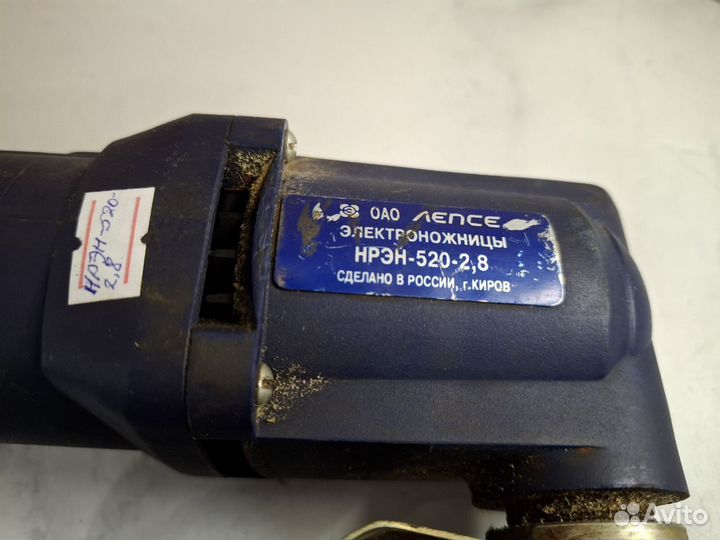 ОАО ЛЕПСЕ
ЭЛЕКТРОНОЖНИЦЫ
НРЭН-520-2,8
СДЕЛАНО В РОССИИ, г.КИРОВ
НРЭН-520-
2,8
Avito